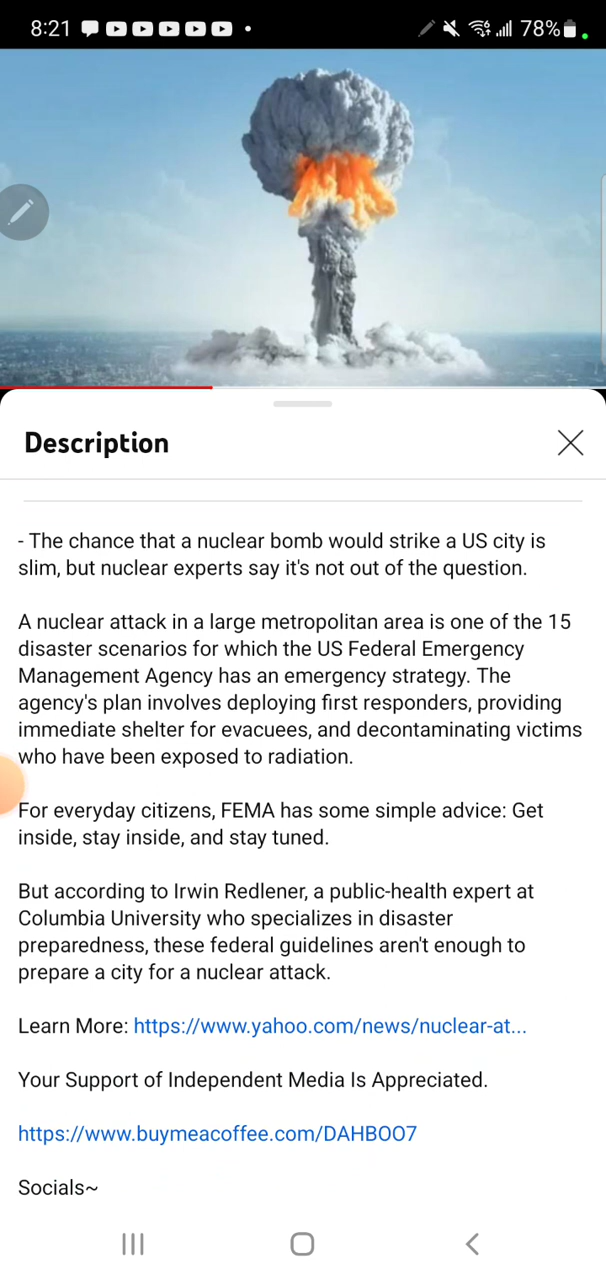 8:21
78%
Description
- The chance that a nuclear bomb would strike a US city is
slim, but nuclear experts say it's not out of the question.
A nuclear attack in a large metropolitan area is one of the 15
disaster scenarios for which the US Federal Emergency
Management Agency has an emergency strategy. The
agency's plan involves deploying first responders, providing
immediate shelter for evacuees, and decontaminating victims
who have been exposed to radiation.
For everyday citizens, FEMA has some simple advice: Get
inside, stay inside, and stay tuned.
But according to Irwin Redlener, a public-health expert at
Columbia University who specializes in disaster
preparedness, these federal guidelines aren't enough to
prepare a city for a nuclear attack.
Learn More: https://www.yahoo.com/news/nuclear-at...
Your Support of Independent Media Is Appreciated.
https://www.buymeacoffee.com/DAHBOO7
Socials~